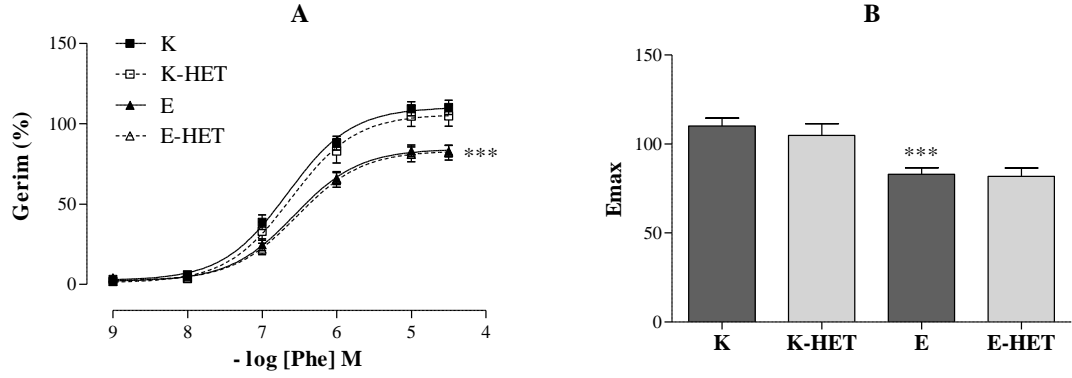 A
150
100
50
0
Gerim (%)
K
K-HET
E
E-HET
***
9 8 7 6 5 4
- log [Phe] M
B
150
100
50
0
Emax
***
K K-HET E E-HET